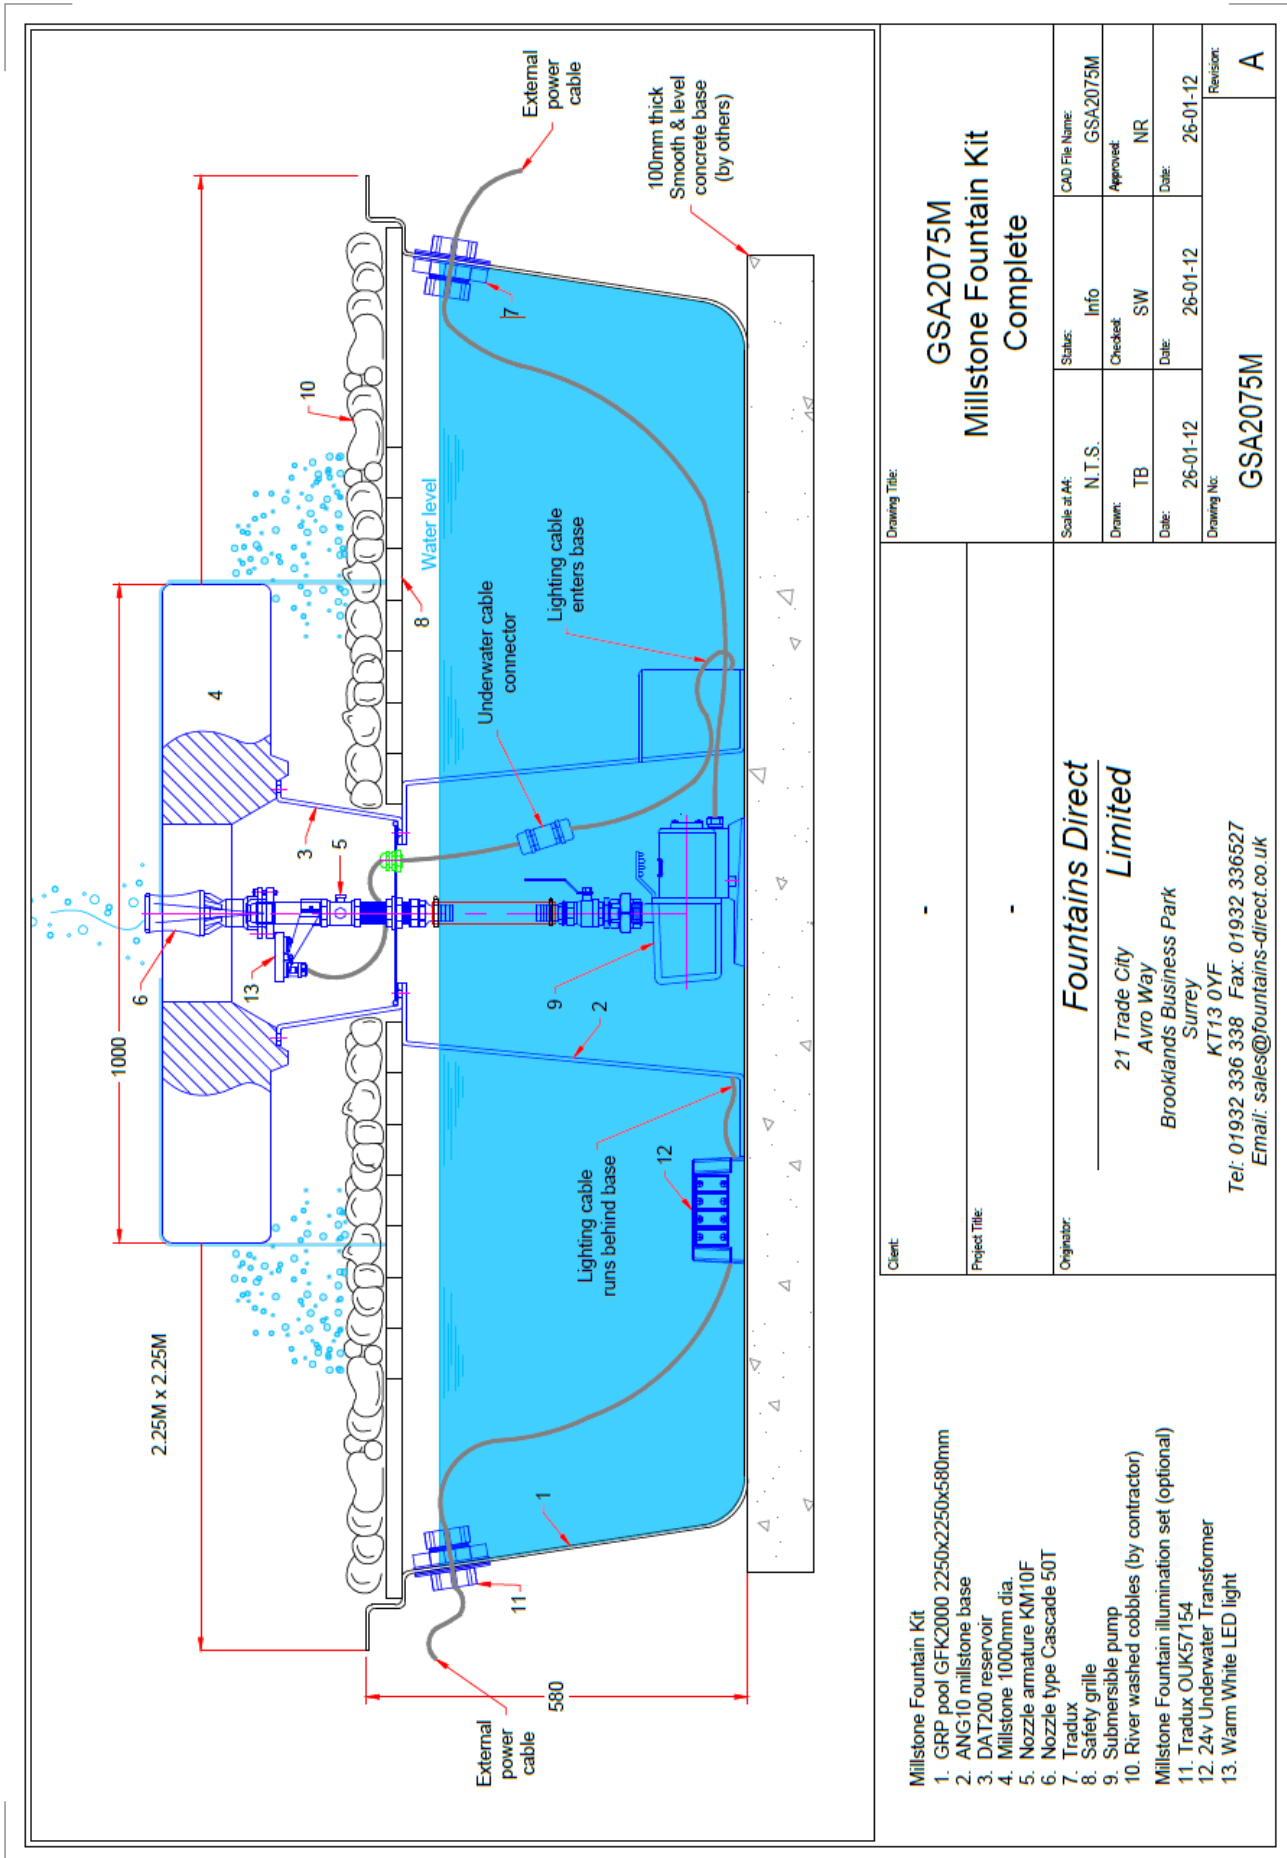 2.25M x 2.25M
1000
580
External
power
cable
External
power
cable
100mm thick
Smooth & level
concrete base
(by others)
Water level
Underwater cable
connector
Lighting cable
enters base
Lighting cable
runs behind base
1
2
3
4
5
6
7
8
9
10
11
12
13
Millstone Fountain Kit
1. GRP pool GFK2000 2250x2250x580mm
2. ANG10 millstone base
3. DAT200 reservoir
4. Millstone 1000mm dia.
5. Nozzle armature KM10F
6. Nozzle type Cascade 50T
7. Tradux
8. Safety grille
9. Submersible pump
10. River washed cobbles (by contractor)
Millstone Fountain illumination set (optional)
11. Tradux OUK57154
12. 24v Underwater Transformer
13. Warm White LED light
Client:
-
Project Title:
-
Originator:
Fountains Direct
Limited
21 Trade City
Avro Way
Brooklands Business Park
Surrey
KT13 0YF
Tel: 01932 336 338 Fax: 01932 336527
Email: sales@fountains-direct.co.uk
Drawing Title:
GSA2075M
Millstone Fountain Kit
Complete
Scale at A4:
N.T.S.
Status:
Info
CAD File Name:
GSA2075M
Drawn:
TB
Checked:
SW
Approved:
NR
Date:
26-01-12
Date:
26-01-12
Date:
26-01-12
Drawing No:
GSA2075M
Revision:
A